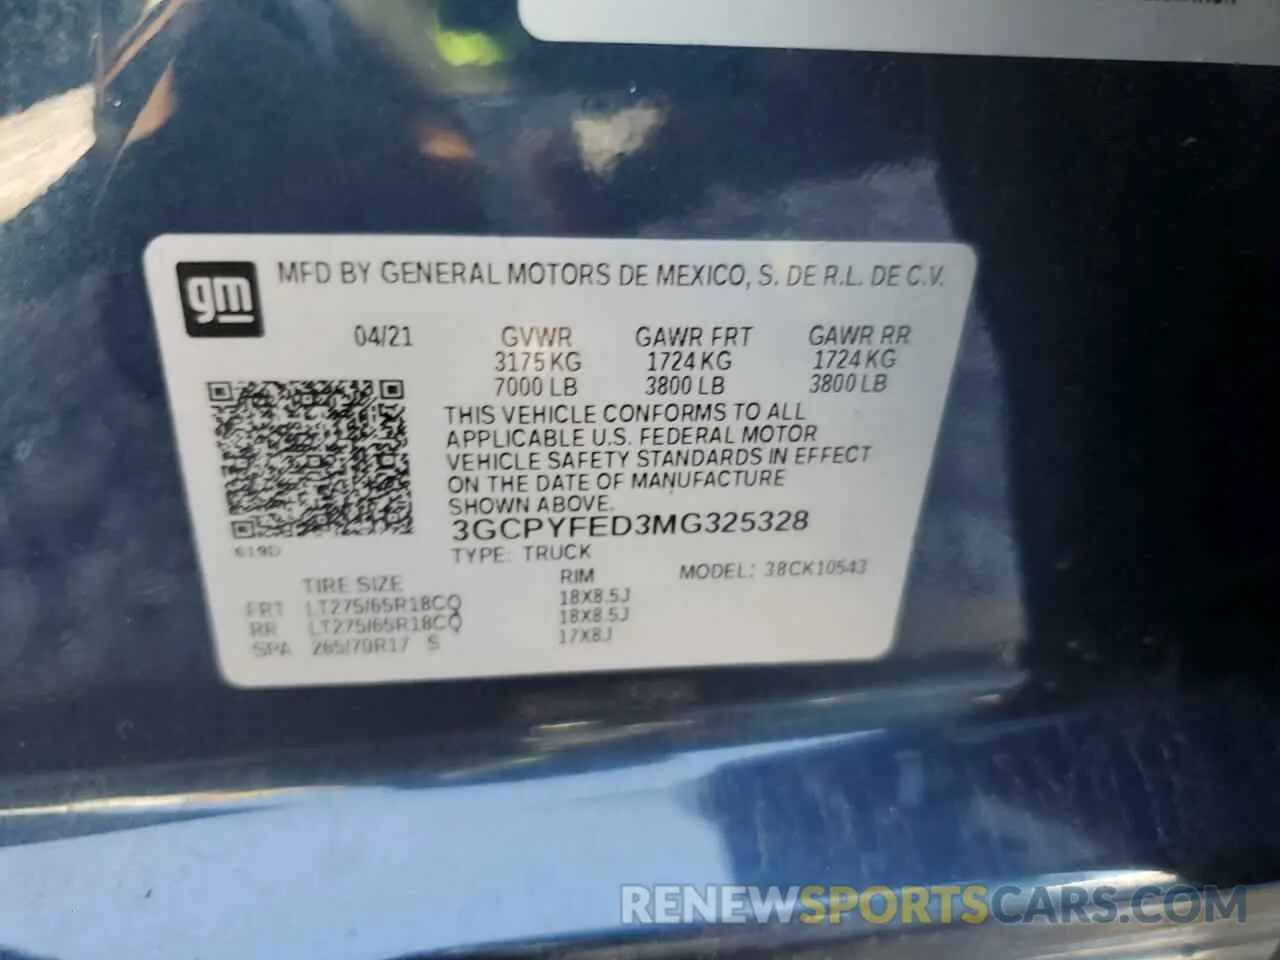 gm
MFD BY GENERAL MOTORS DE MEXICO, S. DE R.L. DE C.V.
04/21 GVWR GAWR FRT GAWR RR
3175 KG 1724 KG 1724 KG
7000 LB 3800 LB 3800 LB
THIS VEHICLE CONFORMS TO ALL
APPLICABLE U.S. FEDERAL MOTOR
VEHICLE SAFETY STANDARDS IN EFFECT
ON THE DATE OF MANUFACTURE
SHOWN ABOVE.
3GCPYFED3MG325328
619D
TYPE: TRUCK
MODEL: 38CK10543
TIRE SIZE RIM
FRT LT275/65R18CQ 18X8.5J
RR LT275/65R18CQ 18X8.5J
SPA 265/70R17 S 17X8J
RENEWSPORTSCARS.COM